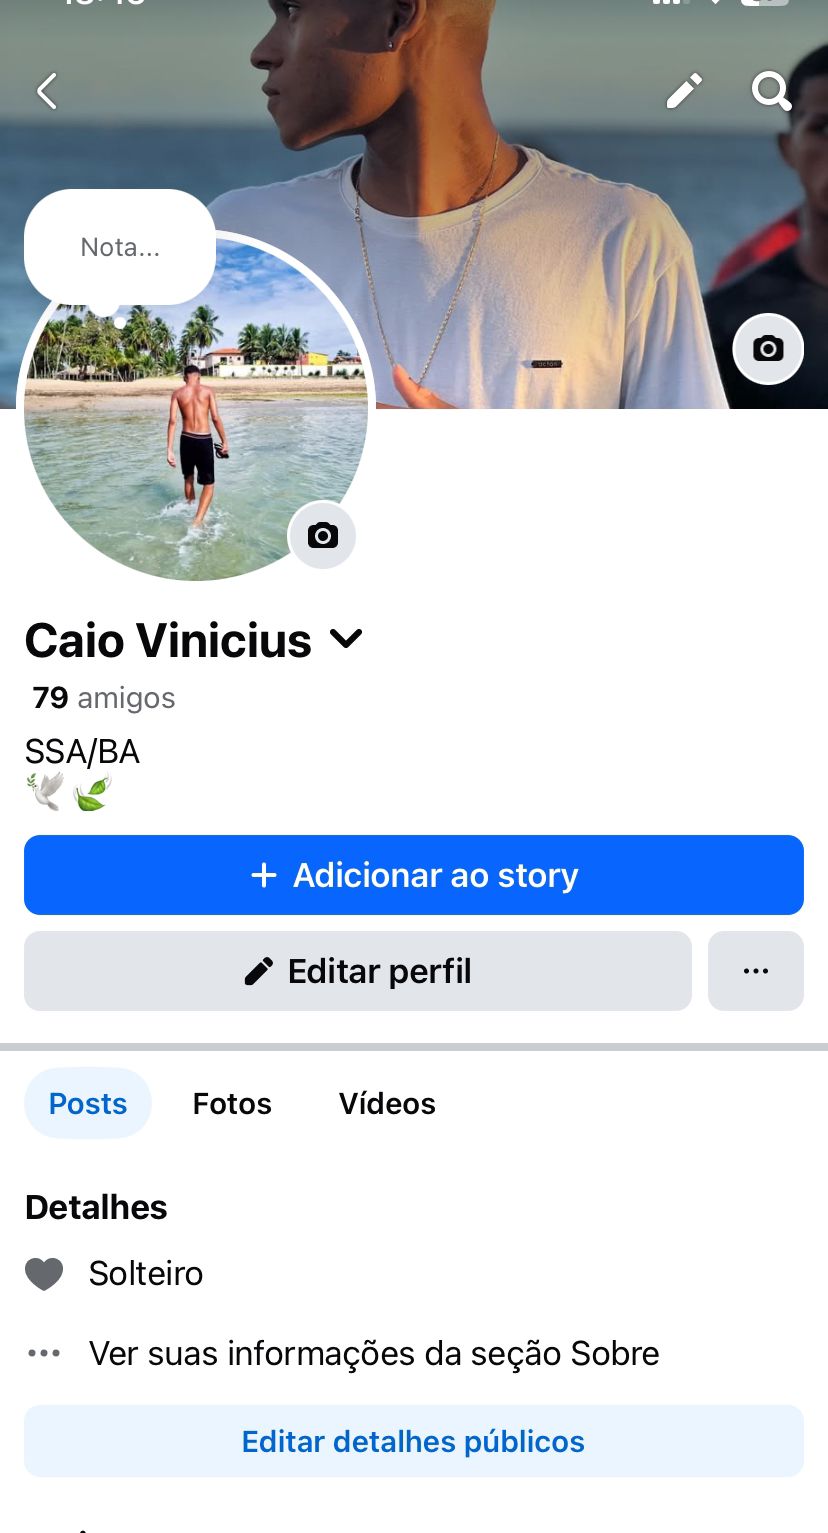 Nota...
Caio Vinicius
79 amigos
SSA/BA
+ Adicionar ao story
Editar perfil
Posts Fotos Vídeos
Detalhes
Solteiro
Ver suas informações da seção Sobre
Editar detalhes públicos